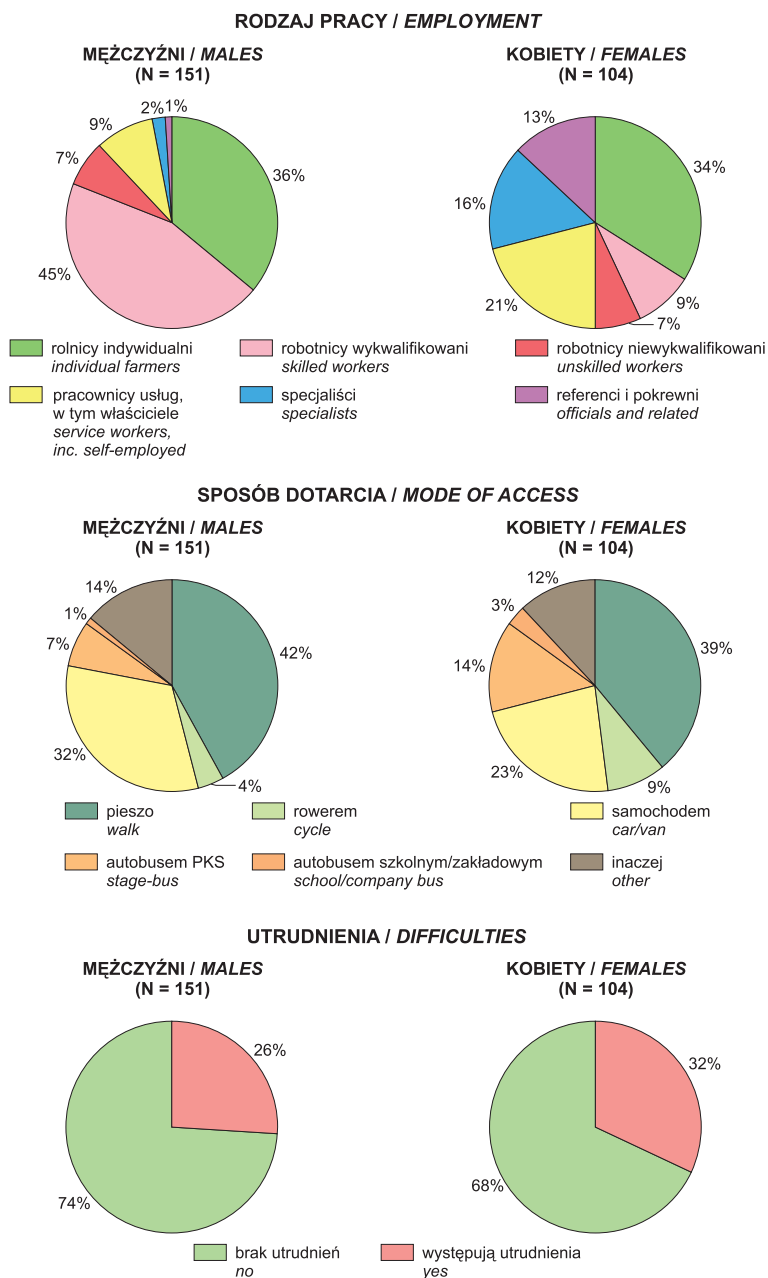 RODZAJ PRACY / EMPLOYMENT
MĘŻCZYŹNI / MALES
(N = 151)
KOBIETY / FEMALES
(N = 104)
2%
1%
9%
7%
36%
45%
13%
34%
16%
21%
9%
7%
rolnicy indywidualni
individual farmers
robotnicy wykwalifikowani
skilled workers
robotnicy niewykwalifikowani
unskilled workers
pracownicy usług,
w tym właściciele
service workers,
inc. self-employed
specjaliści
specialists
referenci i pokrewni
officials and related
SPOSÓB DOTARCIA / MODE OF ACCESS
MĘŻCZYŹNI / MALES
(N = 151)
KOBIETY / FEMALES
(N = 104)
14%
1%
7%
42%
32%
4%
12%
3%
39%
14%
23%
9%
pieszo
walk
rowerem
cycle
samochodem
car/van
autobusem PKS
stage-bus
autobusem szkolnym/zakładowym
school/company bus
inaczej
other
UTRUDNIENIA / DIFFICULTIES
MĘŻCZYŹNI / MALES
(N = 151)
KOBIETY / FEMALES
(N = 104)
26%
74%
32%
68%
brak utrudnień
no
występują utrudnienia
yes